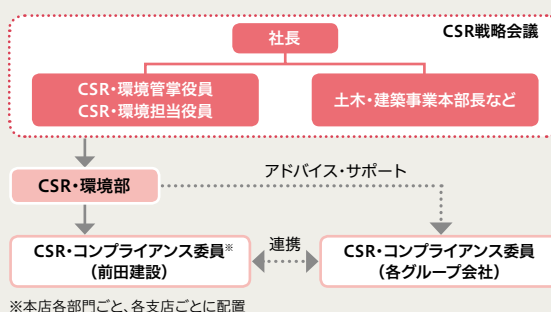 CSR戦略会議
社長
CSR・環境管掌役員
CSR・環境担当役員
土木・建築事業本部長など
アドバイス・サポート
CSR・環境部
CSR・コンプライアンス委員※
(前田建設)
連携
CSR・コンプライアンス委員
(各グループ会社)
※本店各部門ごと、各支店ごとに配置